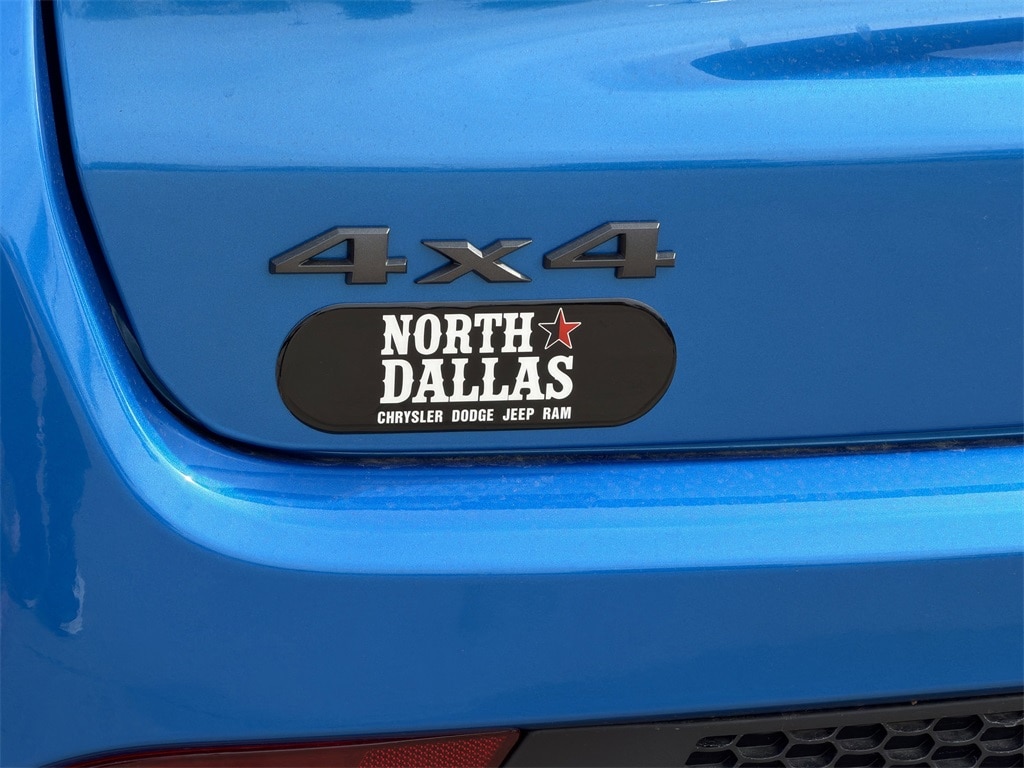 4x4
NORTH
DALLAS
CHRYSLER DODGE JEEP RAM